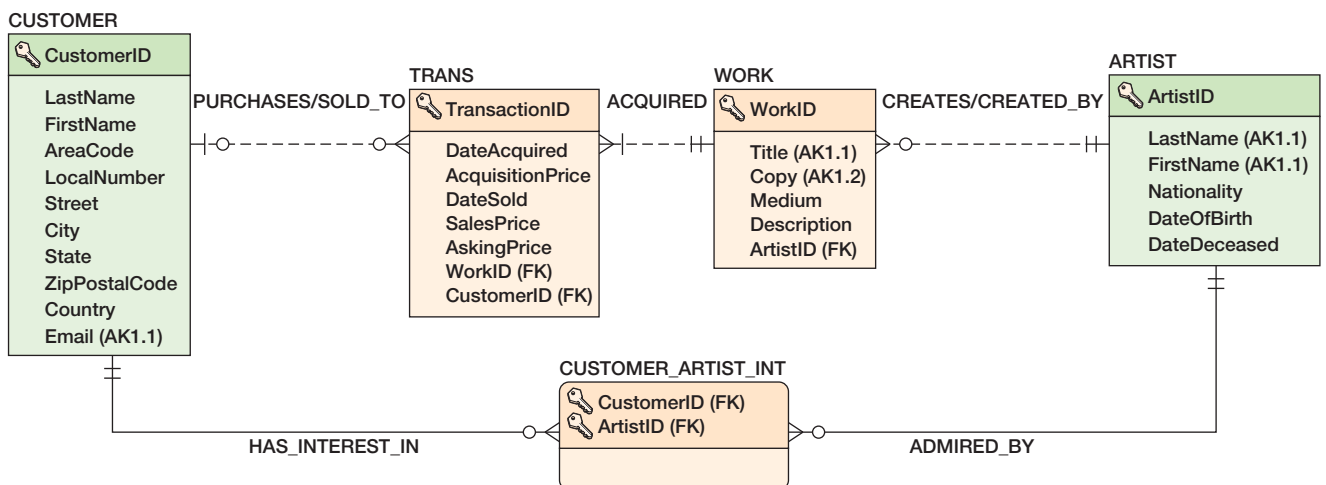 CUSTOMER
CustomerID
LastName
FirstName
AreaCode
LocalNumber
Street
City
State
ZipPostalCode
Country
Email (AK1.1)
PURCHASES/SOLD_TO
TRANS
TransactionID
DateAcquired
AcquisitionPrice
DateSold
SalesPrice
AskingPrice
WorkID (FK)
CustomerID (FK)
ACQUIRED
WORK
WorkID
Title (AK1.1)
Copy (AK1.2)
Medium
Description
ArtistID (FK)
CREATES/CREATED_BY
ARTIST
ArtistID
LastName (AK1.1)
FirstName (AK1.1)
Nationality
DateOfBirth
DateDeceased
CUSTOMER_ARTIST_INT
CustomerID (FK)
ArtistID (FK)
HAS_INTEREST_IN
ADMIRED_BY